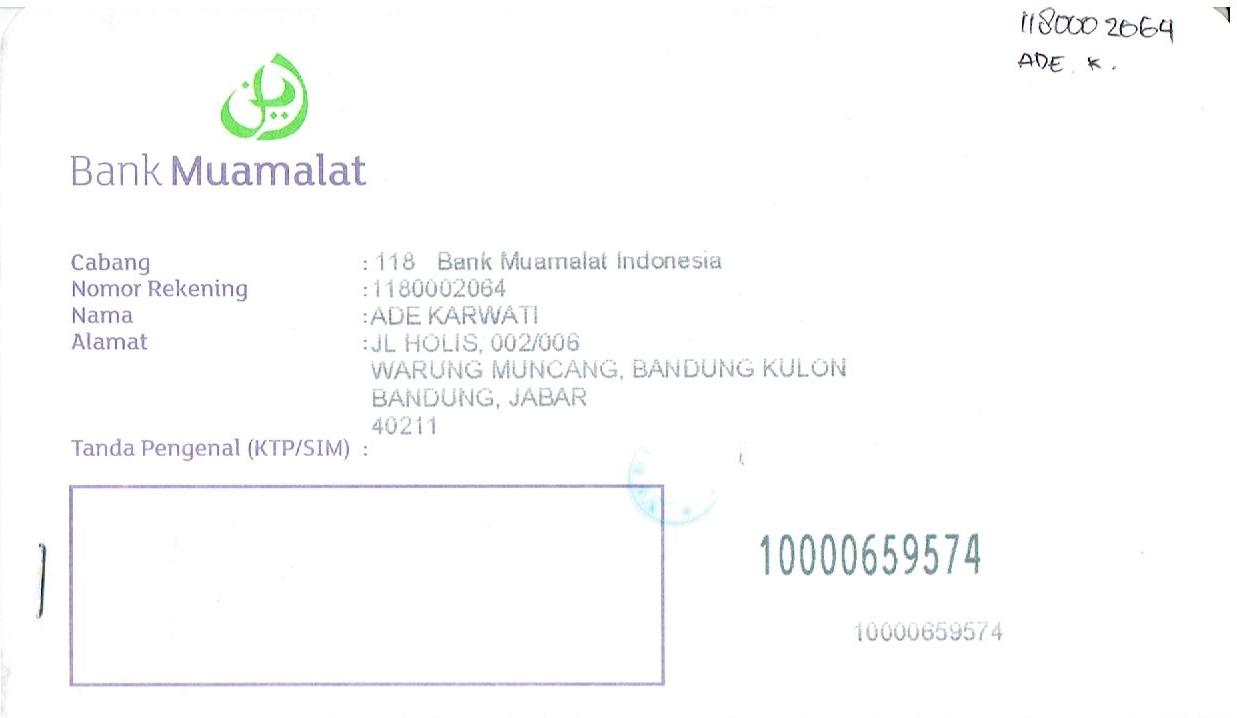 1180002064
ADE K.
Bank Muamalat
Cabang : 118 Bank Muamalat Indonesia
Nomor Rekening :1180002064
Nama :ADE KARWATI
Alamat :JL HOLIS, 002/006
WARUNG MUNCANG, BANDUNG KULON
BANDUNG, JABAR
40211
Tanda Pengenal (KTP/SIM) :
10000659574
10000659574